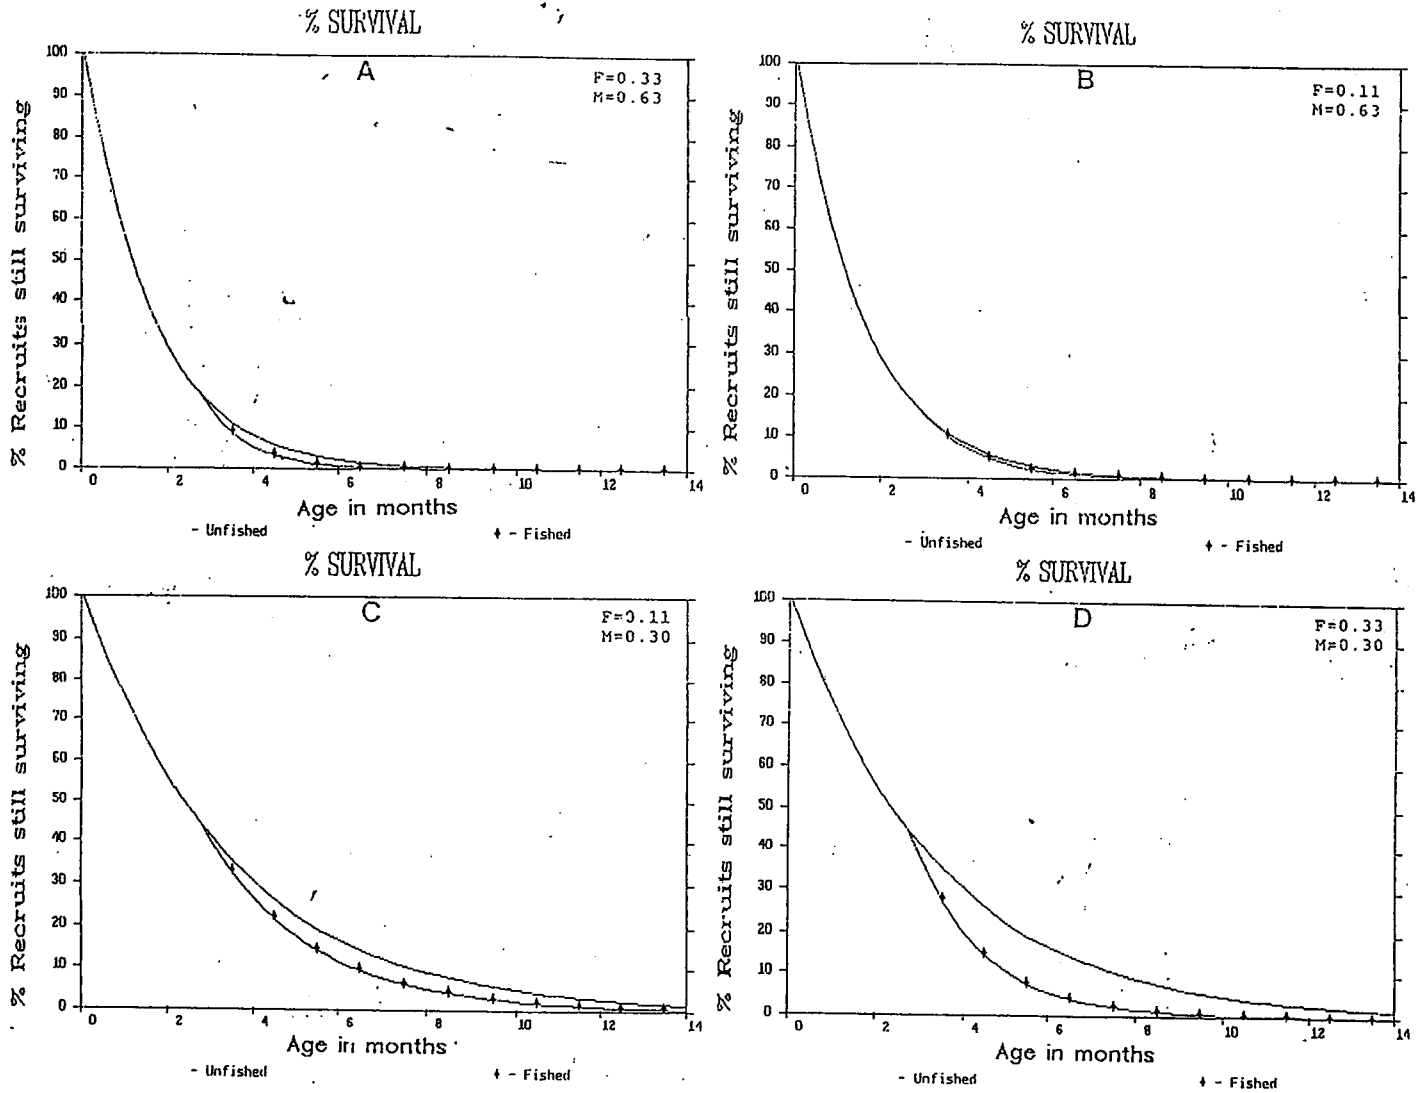 % SURVIVAL
A
F=0.33
M=0.63
% Recruits still surviving
100
90
80
70
60
50
40
30
20
10
0
0 2 4 6 8 10 12 14
Age in months
- Unfished - Fished
% SURVIVAL
B
F=0.11
M=0.63
% Recruits still surviving
100
90
80
70
60
50
40
30
20
10
0
0 2 4 6 8 10 12 14
Age in months
- Unfished - Fished
% SURVIVAL
C
F=0.11
M=0.30
% Recruits still surviving
100
90
80
70
60
50
40
30
20
10
0
0 2 4 6 8 10 12 14
Age in months
- Unfished - Fished
% SURVIVAL
D
F=0.33
M=0.30
% Recruits still surviving
100
90
80
70
60
50
40
30
20
10
0
0 2 4 6 8 10 12 14
Age in months
- Unfished - Fished